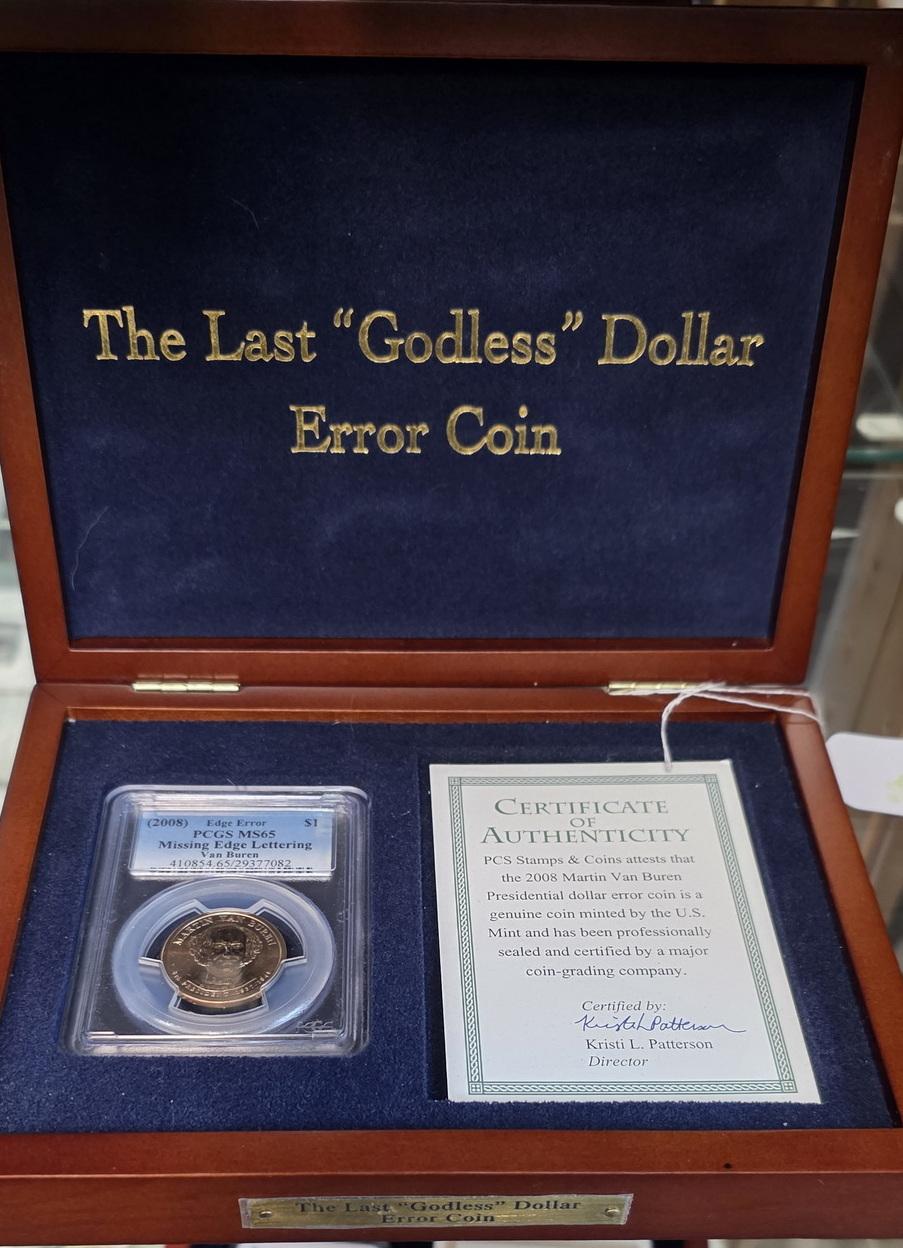 The Last “Godless” Dollar
Error Coin
(2008) Edge Error $1
PCGS MS65
Missing Edge Lettering
Van Buren
410854.65/29377082
MARTIN VAN BUREN
CERTIFICATE
OF
AUTHENTICITY
PCS Stamps & Coins attests that
the 2008 Martin Van Buren
Presidential dollar error coin is a
genuine coin minted by the U.S.
Mint and has been professionally
sealed and certified by a major
coin-grading company.
Certified by:
Kristi L Patterson
Kristi L. Patterson
Director
The Last “Godless” Dollar
Error Coin